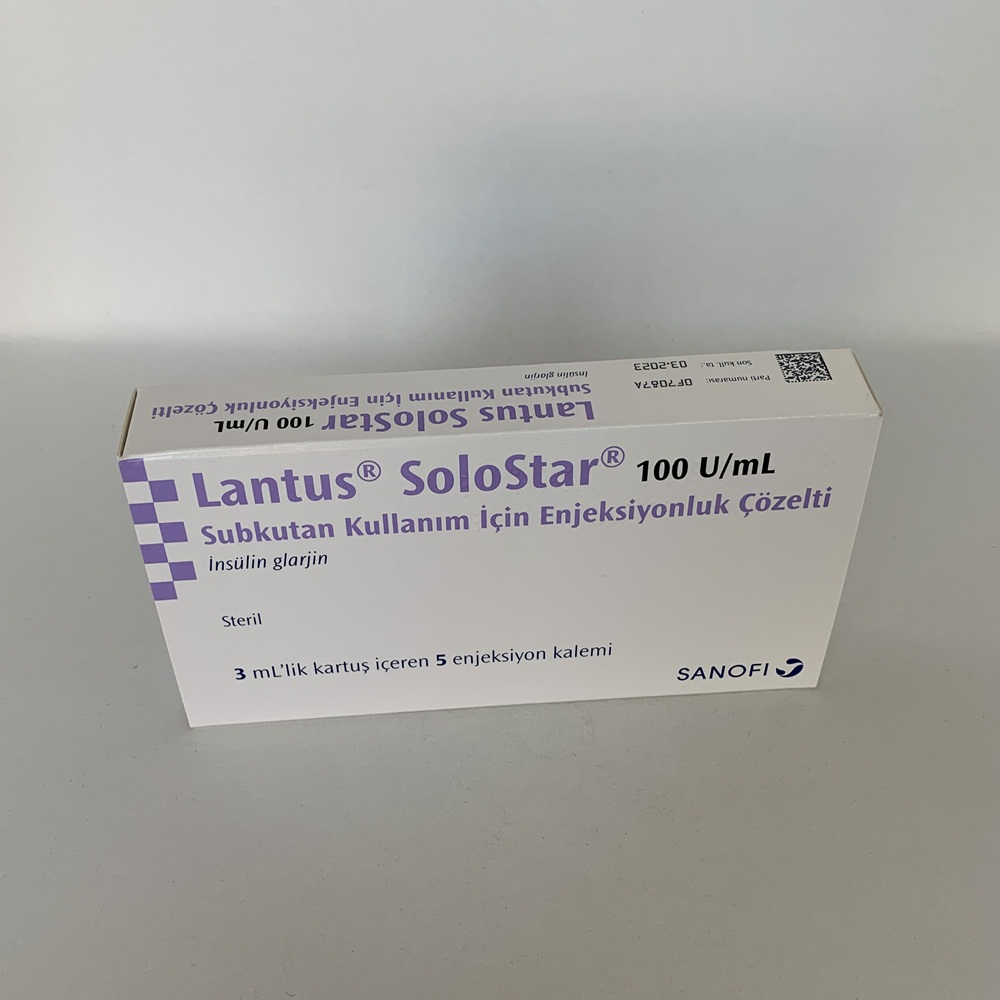 Lantus® SoloStar® 100 U/mL
Subkutan Kullanım İçin Enjeksiyonluk Çözelti
İnsülin glarjin
Steril
3 mL'lik kartuş içeren 5 enjeksiyon kalemi
SANOFI
Lantus SoloStar 100 U/mL
Subkutan Kullanım İçin Enjeksiyonluk Çözelti
İnsülin glarjin
Parti numarası: 0F7087A
Son kull. ta.: 03-2023